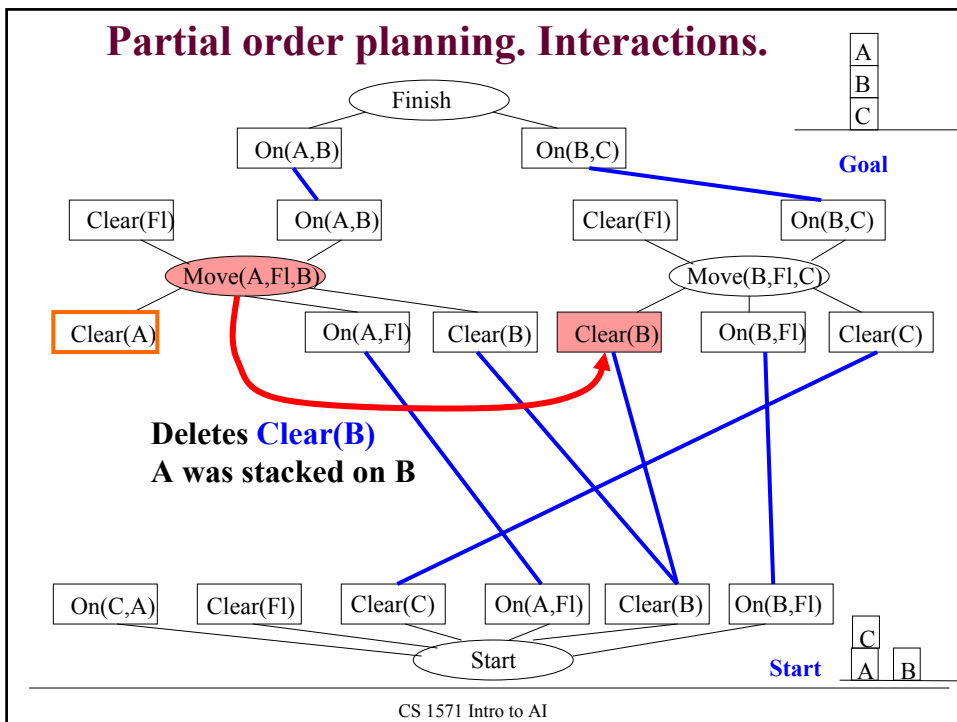 Partial order planning. Interactions.
A
B
C
Goal
Finish
On(A,B)
On(B,C)
Clear(Fl)
On(A,B)
Clear(Fl)
On(B,C)
Move(A,Fl,B)
Move(B,Fl,C)
Clear(A)
On(A,Fl)
Clear(B)
Clear(B)
On(B,Fl)
Clear(C)
Deletes Clear(B)
A was stacked on B
On(C,A)
Clear(Fl)
Clear(C)
On(A,Fl)
Clear(B)
On(B,Fl)
Start
Start
C
A B
CS 1571 Intro to AI